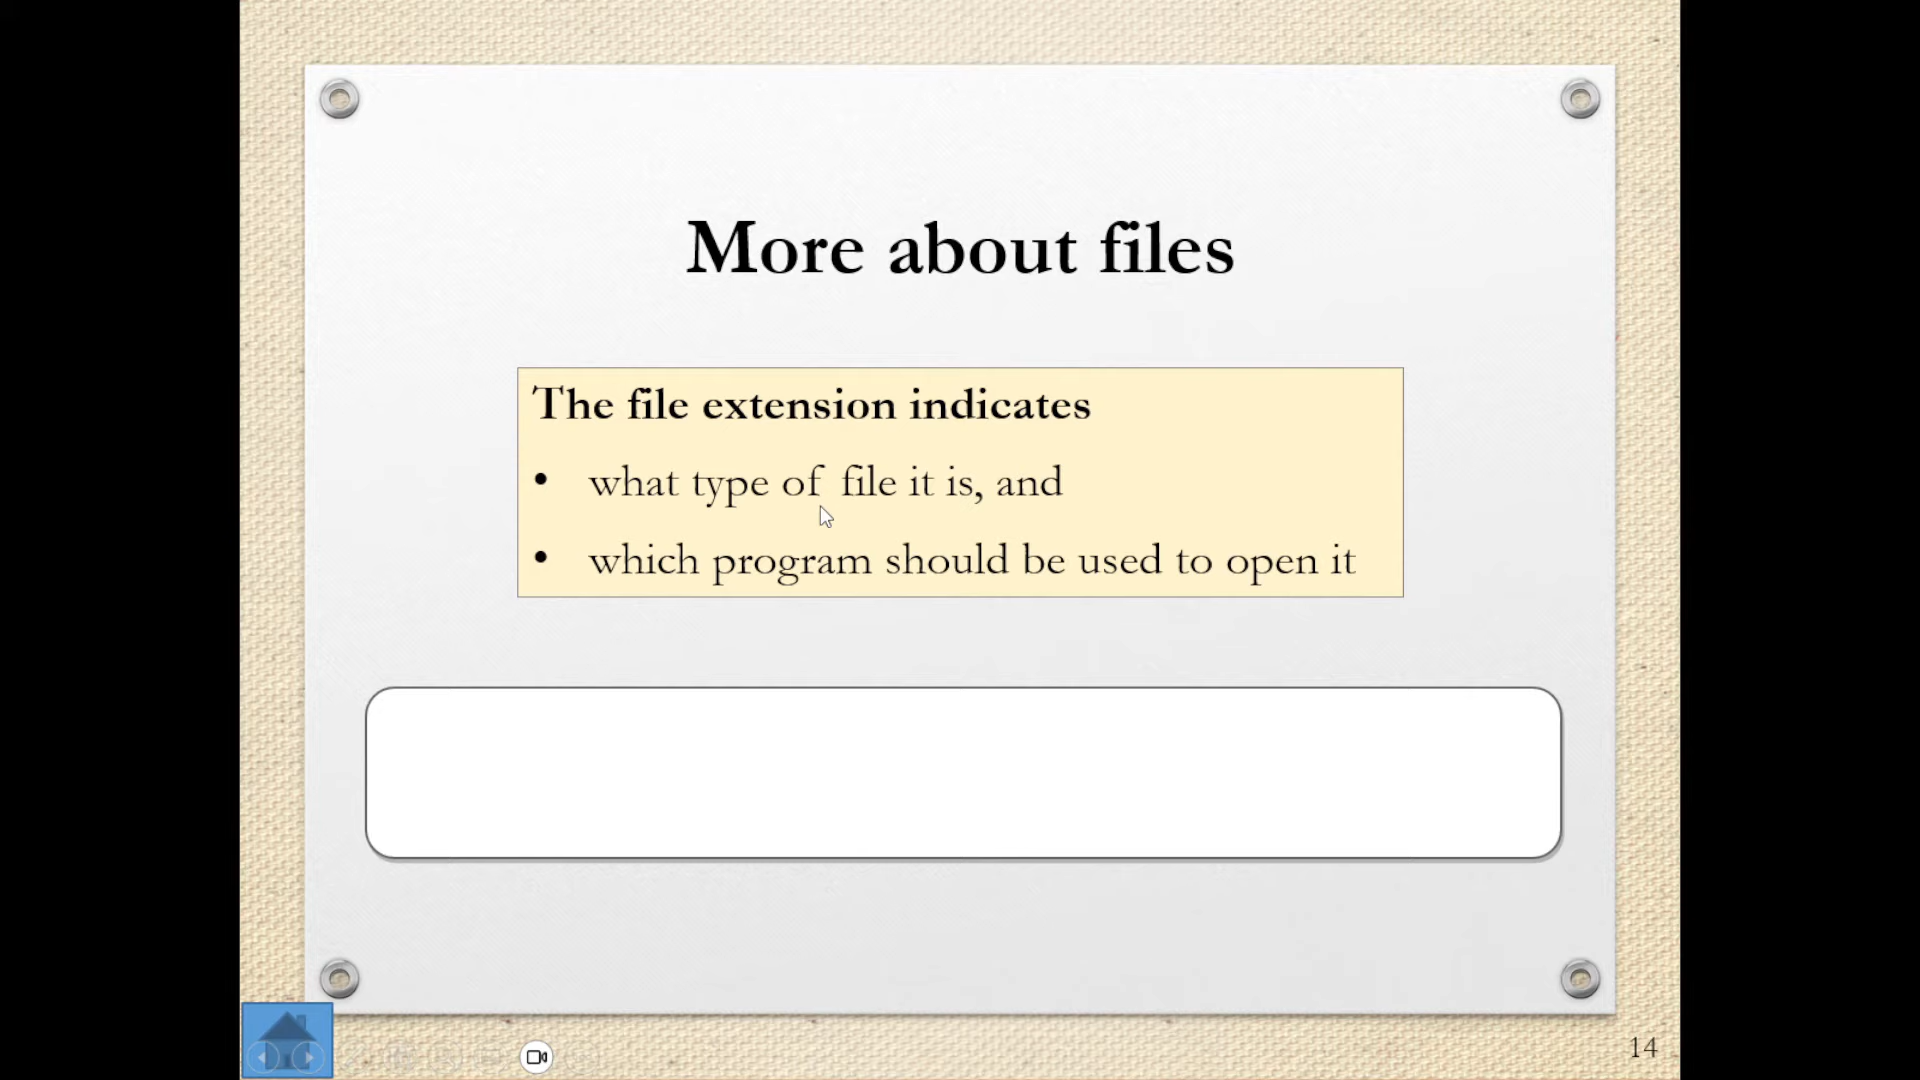 More about files
The file extension indicates
• what type of file it is, and
• which program should be used to open it
14